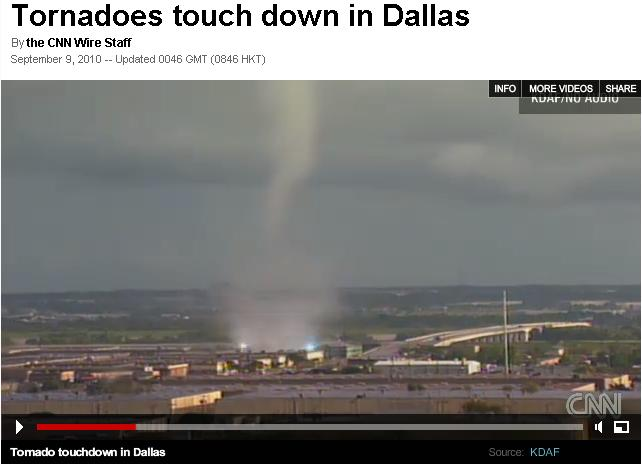 Tornadoes touch down in Dallas
By the CNN Wire Staff
September 9, 2010 -- Updated 0046 GMT (0846 HKT)
INFO MORE VIDEOS SHARE
KDAF/NO AUDIO
CNN
Tornado touchdown in Dallas
Source: KDAF